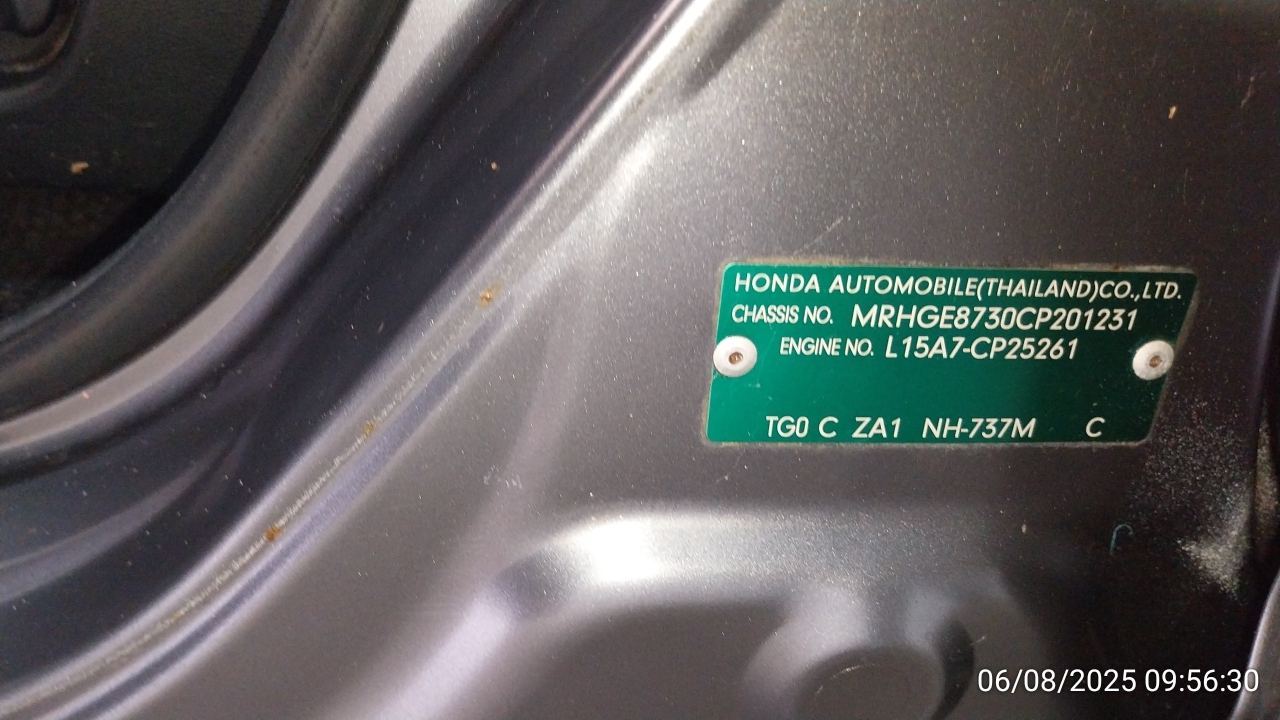 HONDA AUTOMOBILE(THAILAND)CO.,LTD.
CHASSIS NO. MRHGE8730CP201231
ENGINE NO. L15A7-CP25261
TG0 C ZA1 NH-737M C
06/08/2025 09:56:30